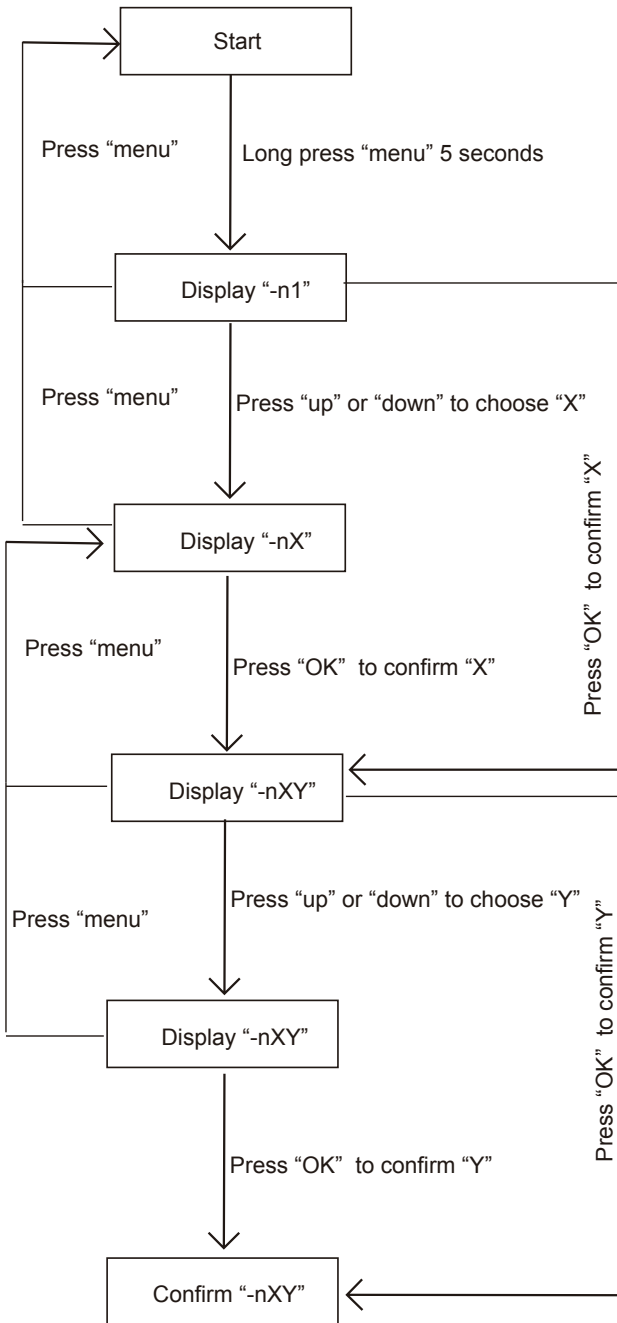 Start
Press “menu”
Long press “menu” 5 seconds
Display “-n1”
Press “menu”
Press “up” or “down” to choose “X”
Press “OK”  to confirm “X”
Display “-nX”
Press “menu”
Press “OK”  to confirm “X”
Display “-nXY”
Press “up” or “down” to choose “Y”
Press “menu”
Press “OK”  to confirm “Y”
Display “-nXY”
Press “OK”  to confirm “Y”
Confirm “-nXY”